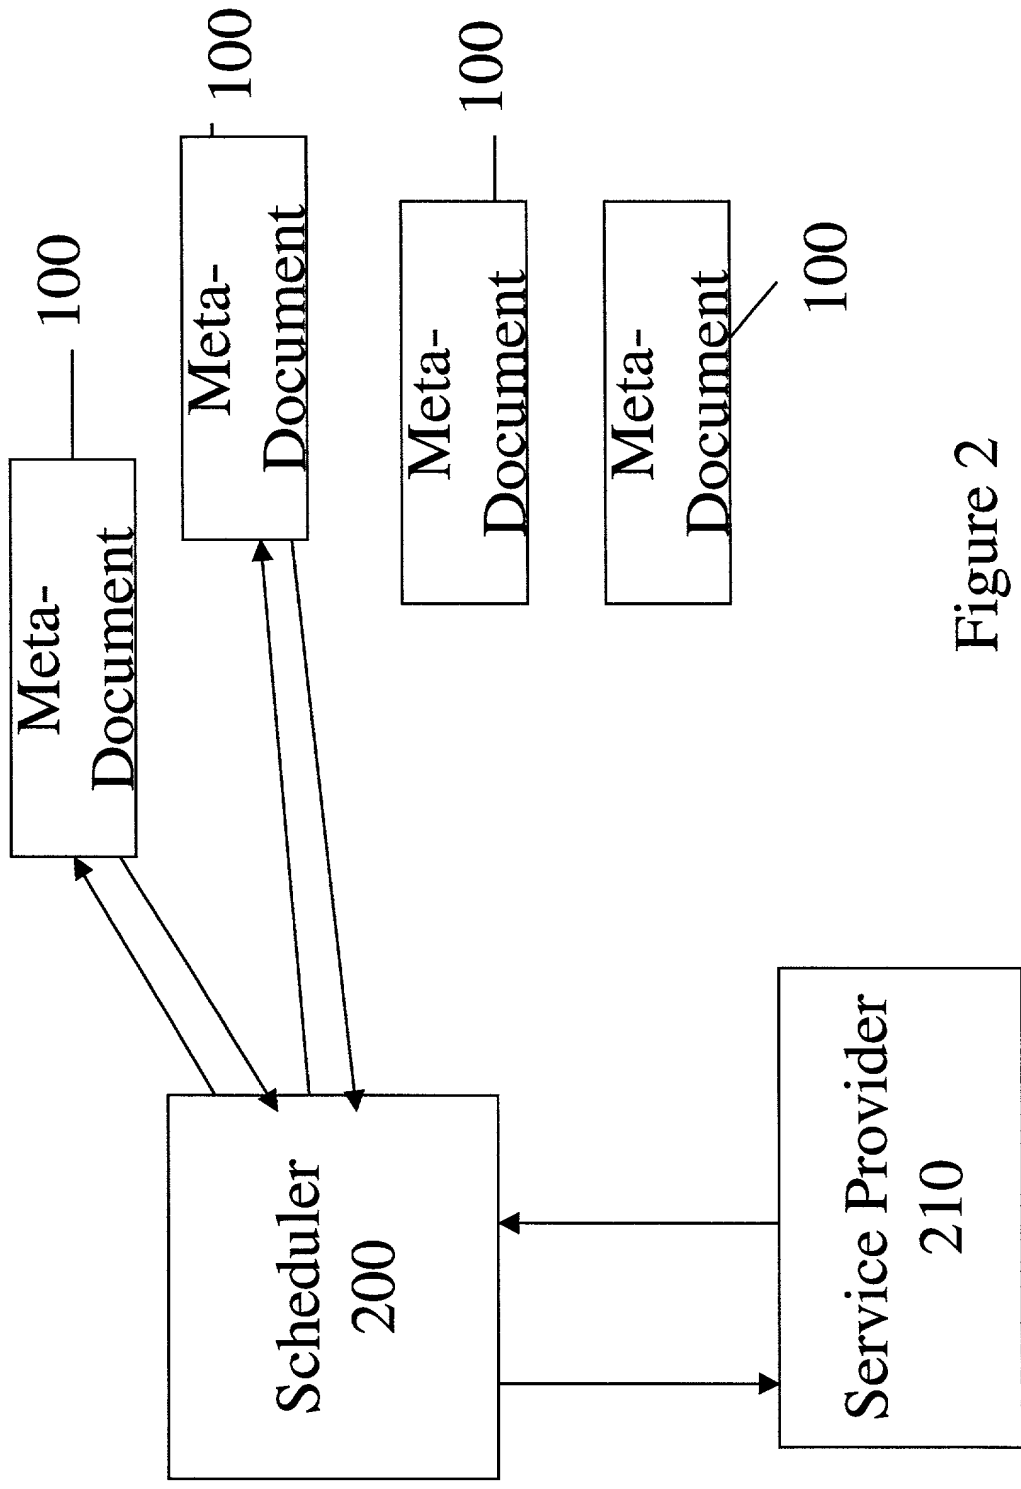 Meta-
Document
100
Meta-
Document
100
Scheduler
200
Meta-
Document
100
Meta-
Document
100
Service Provider
210
Figure 2